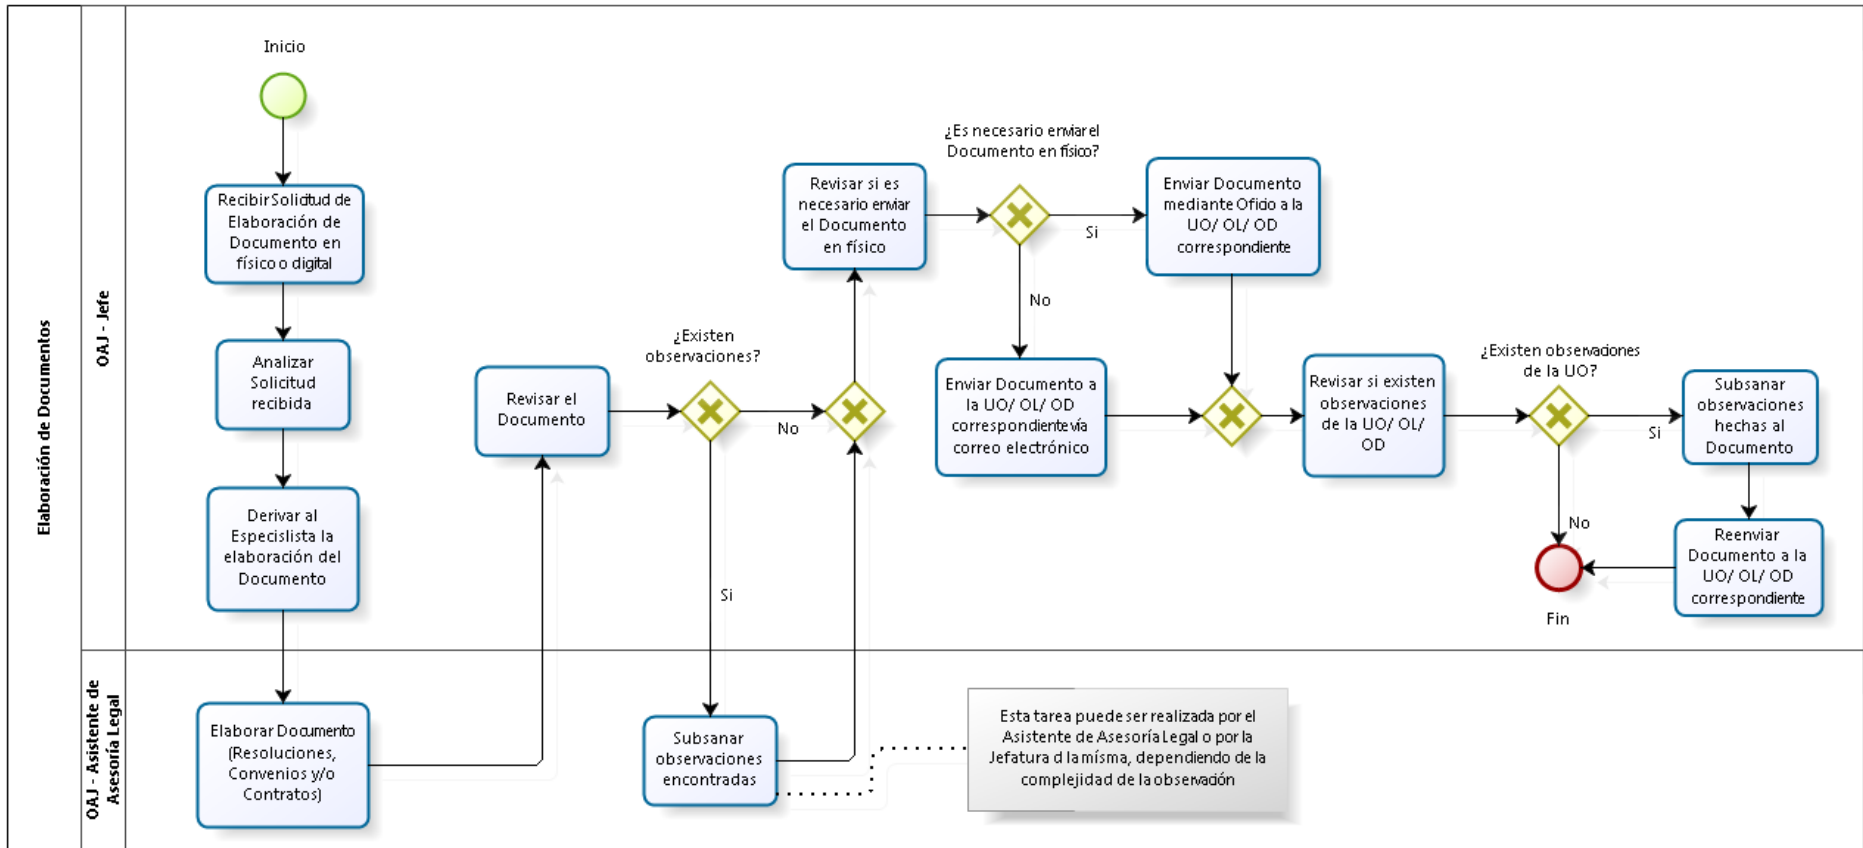 Elaboración de Documentos
OAJ - Jefe
Inicio
Recibir Solicitud de
Elaboración de
Documento en
físico o digital
Analizar
Solicitud
recibida
Derivar al
Especislista la
elaboración del
Documento
Revisar el
Documento
¿Existen
observaciones?
No
Si
Revisar si es
necesario enviar
el Documento
en físico
¿Es necesario enviar el
Documento en físico?
Si
No
Enviar Documento
mediante Oficio a la
UO/ OL/ OD
correspondiente
Enviar Documento a
la UO/ OL/ OD
correspondiente vía
correo electrónico
Revisar si existen
observaciones
de la UO/ OL/
OD
¿Existen observaciones
de la UO?
Si
No
Subsanar
observaciones
hechas al
Documento
Reenviar
Documento a la
UO/ OL/ OD
correspondiente
Fin
OAJ - Asistente de
Asesoría Legal
Elaborar Documento
(Resoluciones,
Convenios y/o
Contratos)
Subsanar
observaciones
encontradas
Esta tarea puede ser realizada por el
Asistente de Asesoría Legal o por la
Jefatura d la mísma, dependiendo de la
complejidad de la observación